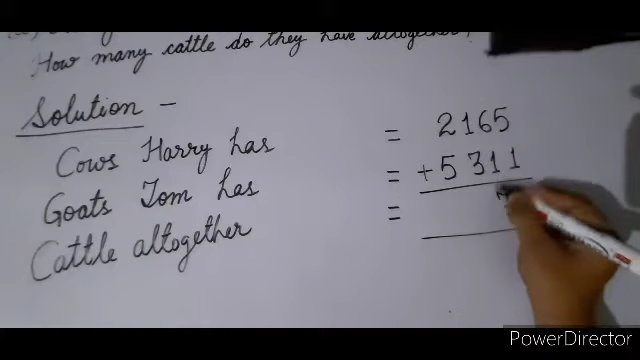 How many cattle do they have altogether?
Solution -
Cows Harry has = 2165
Goats Tom has = + 5311
Cattle altogether =
PowerDirector